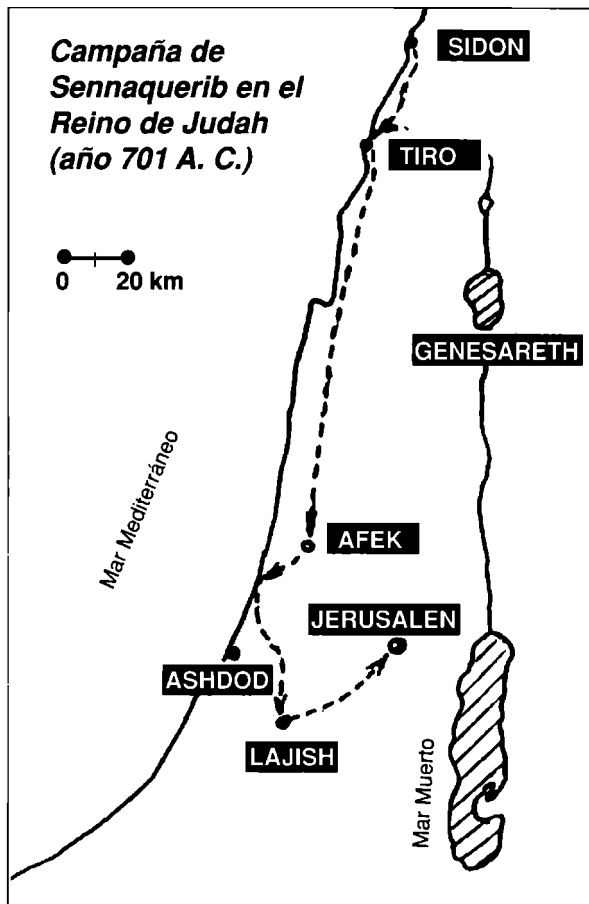 Campaña de
Sennaquerib en el
Reino de Judah
(año 701 A. C.)
0 20 km
SIDON
TIRO
GENESARETH
Mar Mediterráneo
AFEK
JERUSALEN
ASHDOD
LAJISH
Mar Muerto